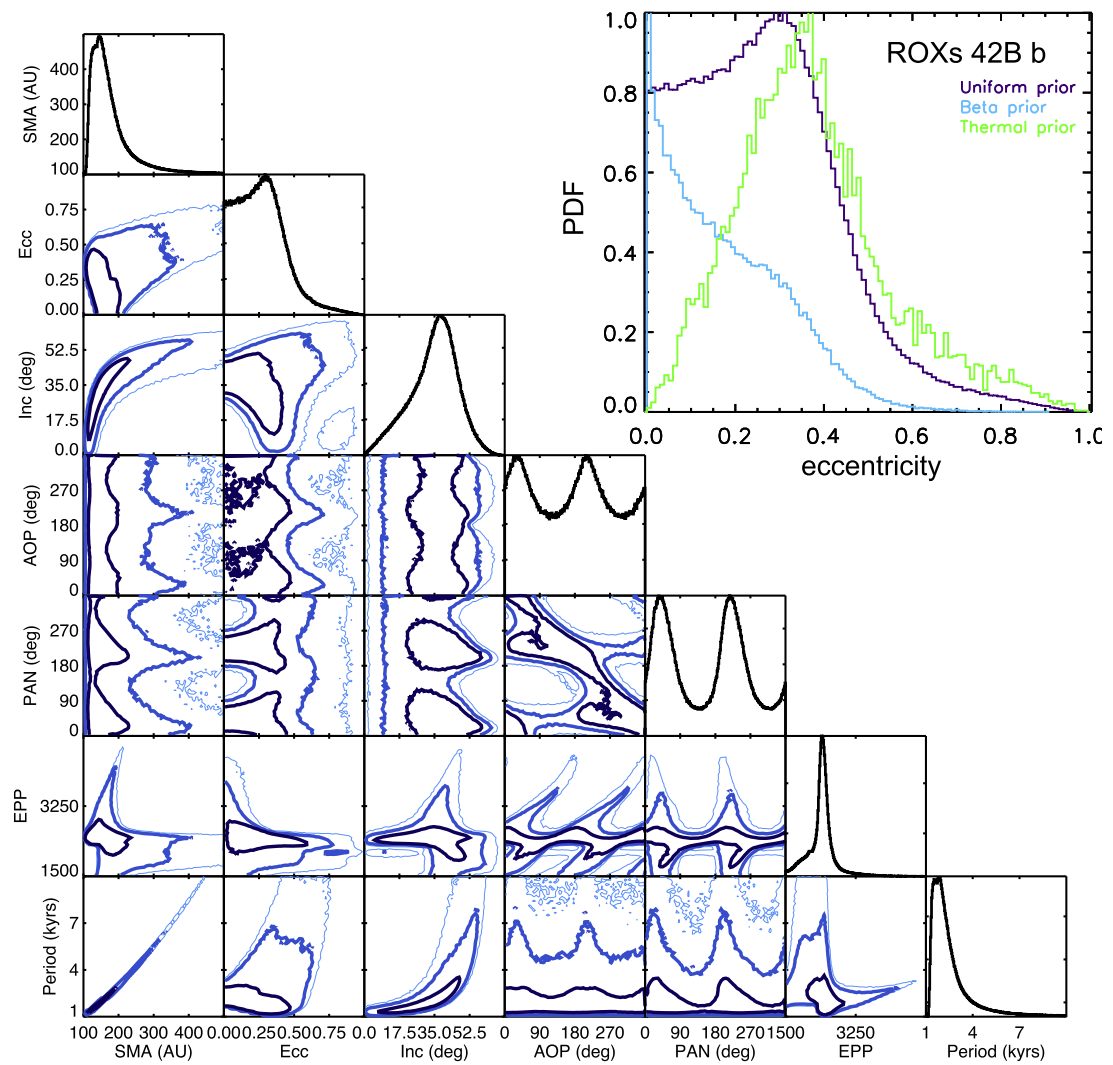 1.0
ROXs 42B b
Uniform prior
Beta prior
Thermal prior
0.8
0.6
0.4
0.2
0.0
PDF
0.0 0.2 0.4 0.6 0.8 1.0
eccentricity
SMA (AU)
400
300
200
100
Ecc
0.75
0.50
0.25
0.00
Inc (deg)
52.5
35.0
17.5
0.0
AOP (deg)
270
180
90
0
PAN (deg)
270
180
90
0
EPP
3250
1500
Period (kyrs)
7
4
1
100 200 300 400 0.00.250.500.75 17.535.052.5 0 90 180 270 0 90 180 2701500 3250 1 4 7
SMA (AU) Ecc Inc (deg) AOP (deg) PAN (deg) EPP Period (kyrs)